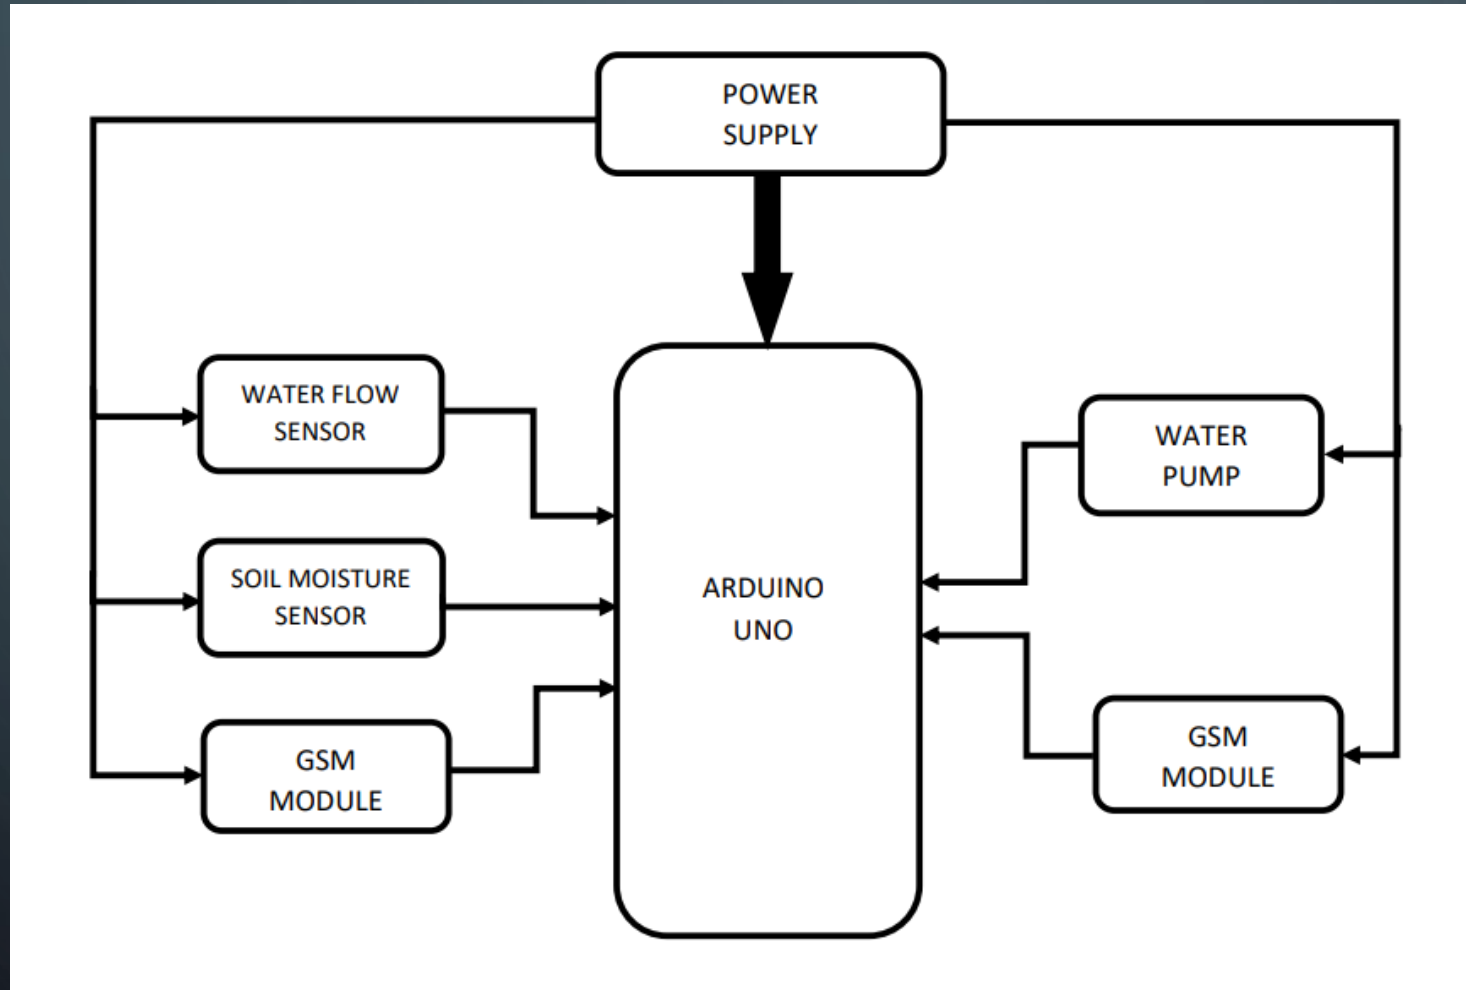 POWER
SUPPLY
WATER FLOW
SENSOR
SOIL MOISTURE
SENSOR
GSM
MODULE
ARDUINO
UNO
WATER
PUMP
GSM
MODULE